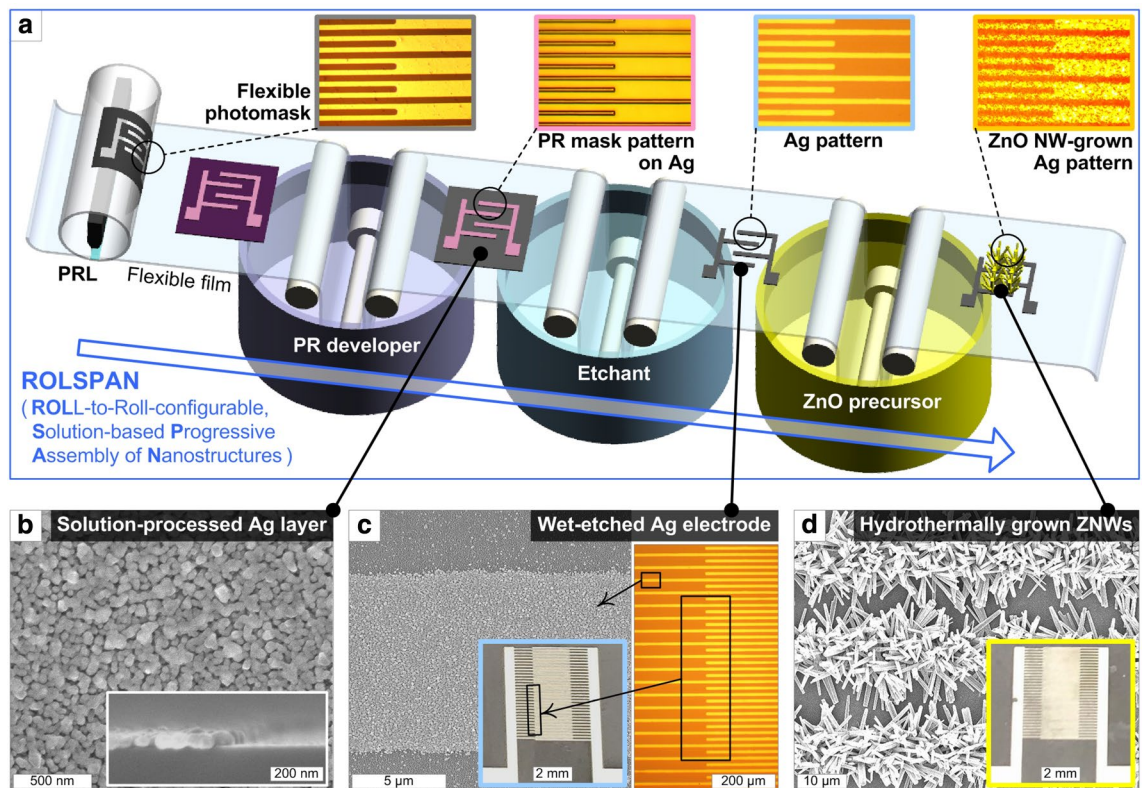 a
Flexible
photomask
PR mask pattern
on Ag
Ag pattern
ZnO NW-grown
Ag pattern
PRL
Flexible film
PR developer
Etchant
ZnO precursor
ROLSPAN
( ROLL-to-Roll-configurable,
Solution-based Progressive
Assembly of Nanostructures )
b
Solution-processed Ag layer
500 nm
200 nm
c
Wet-etched Ag electrode
5 µm
2 mm
200 µm
d
Hydrothermally grown ZNWs
10 µm
2 mm